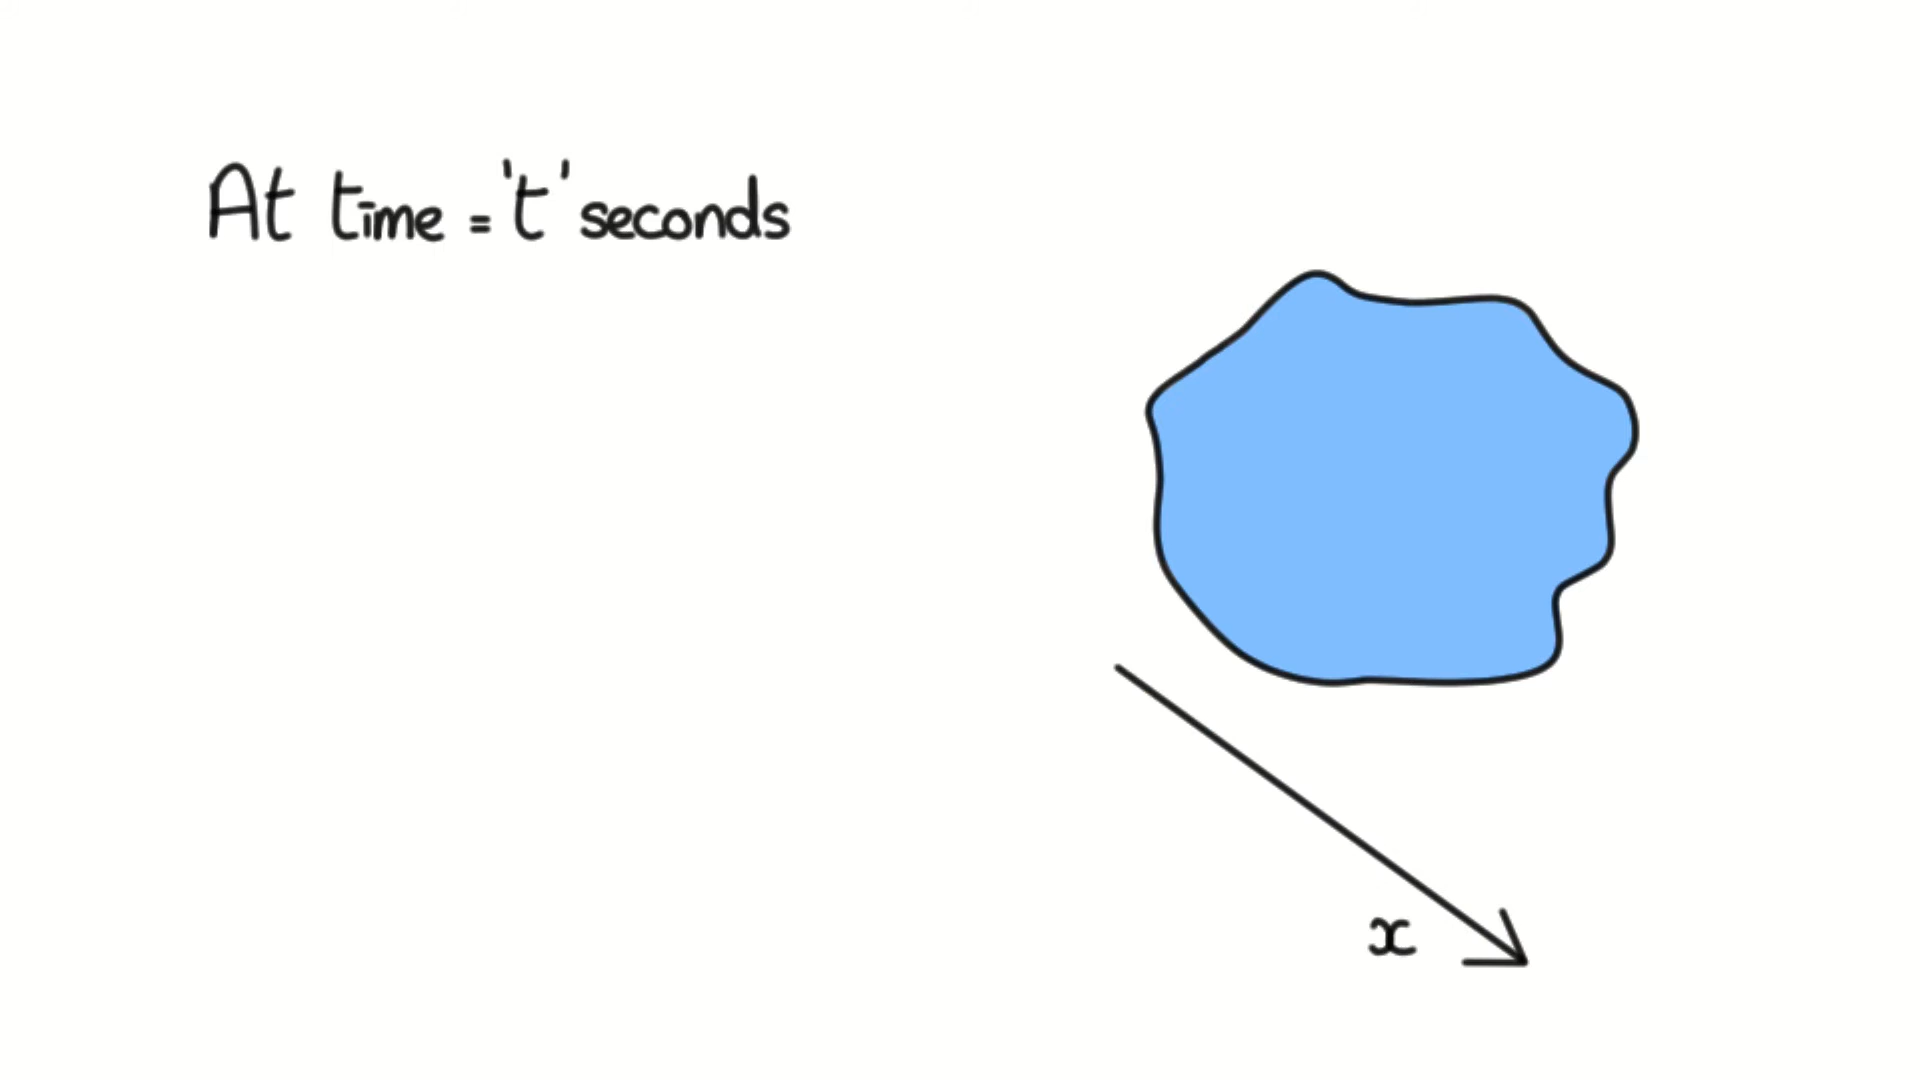 At time = 't' seconds
x